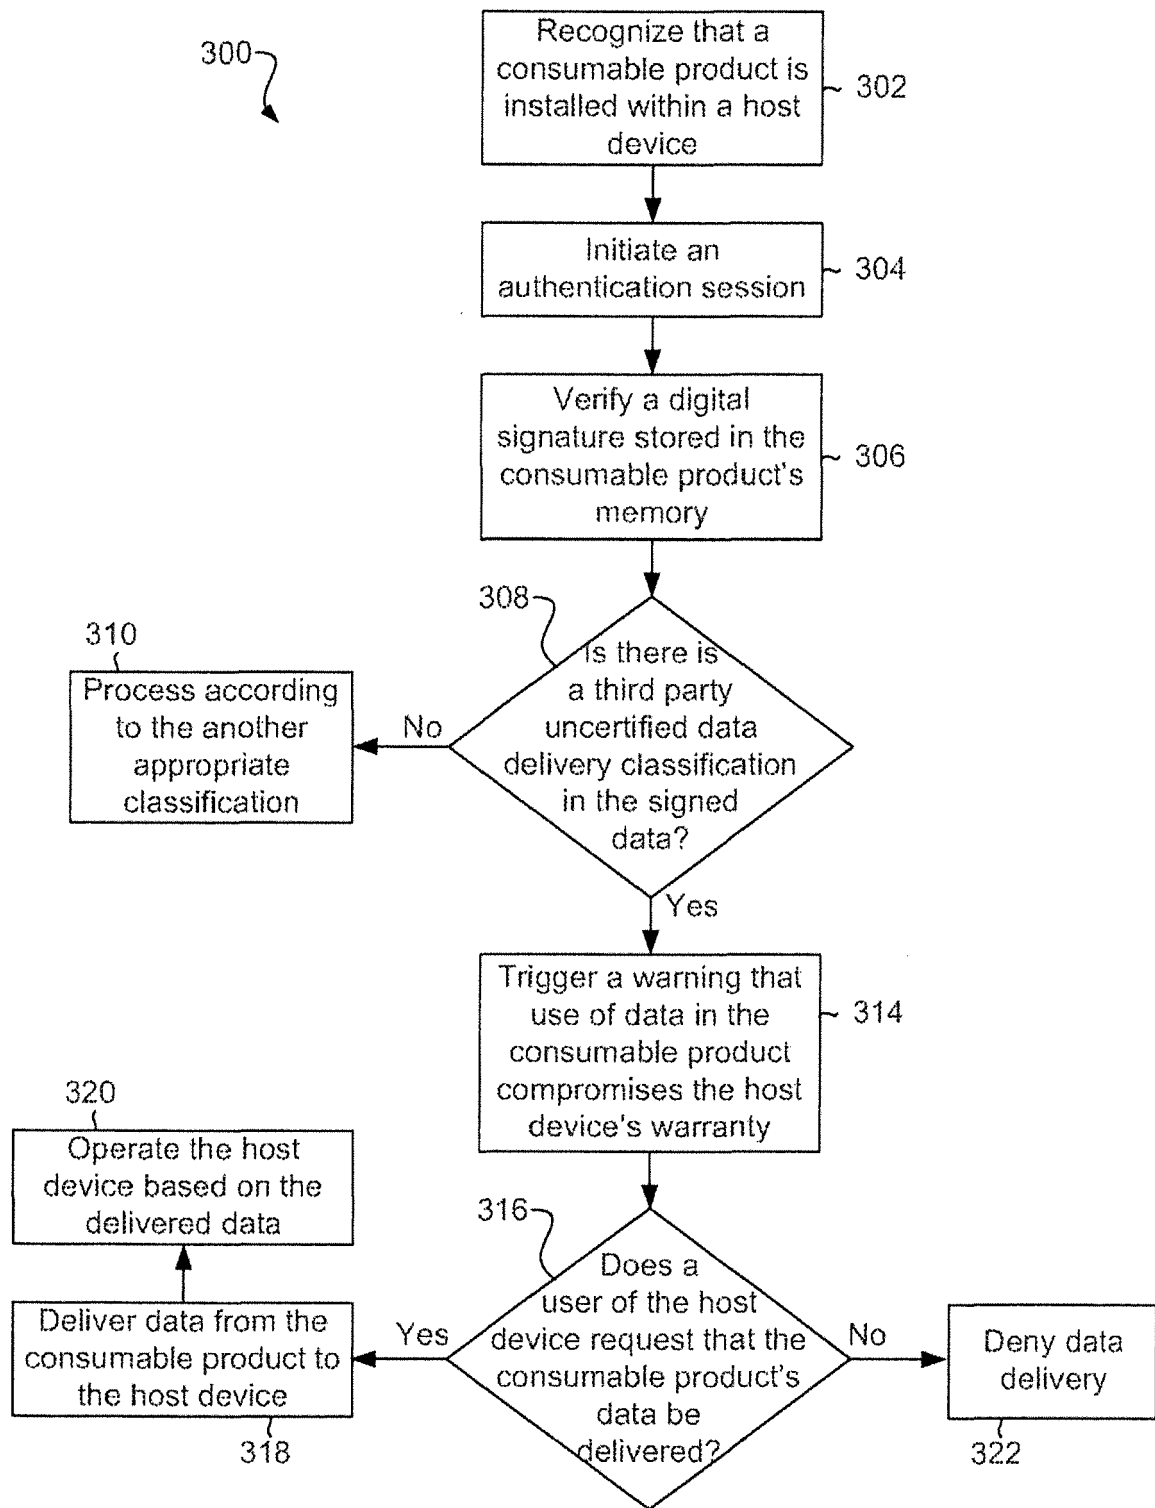 300
Recognize that a
consumable product is
installed within a host
device
302
Initiate an
authentication session
304
Verify a digital
signature stored in the
consumable product's
memory
306
308
Is there is
a third party
uncertified data
delivery classification
in the signed
data?
No
310
Process according
to the another
appropriate
classification
Yes
Trigger a warning that
use of data in the
consumable product
compromises the host
device's warranty
314
316
Does a
user of the host
device request that the
consumable product's
data be
delivered?
Yes
No
320
Operate the host
device based on the
delivered data
Deliver data from the
consumable product to
the host device
318
Deny data
delivery
322